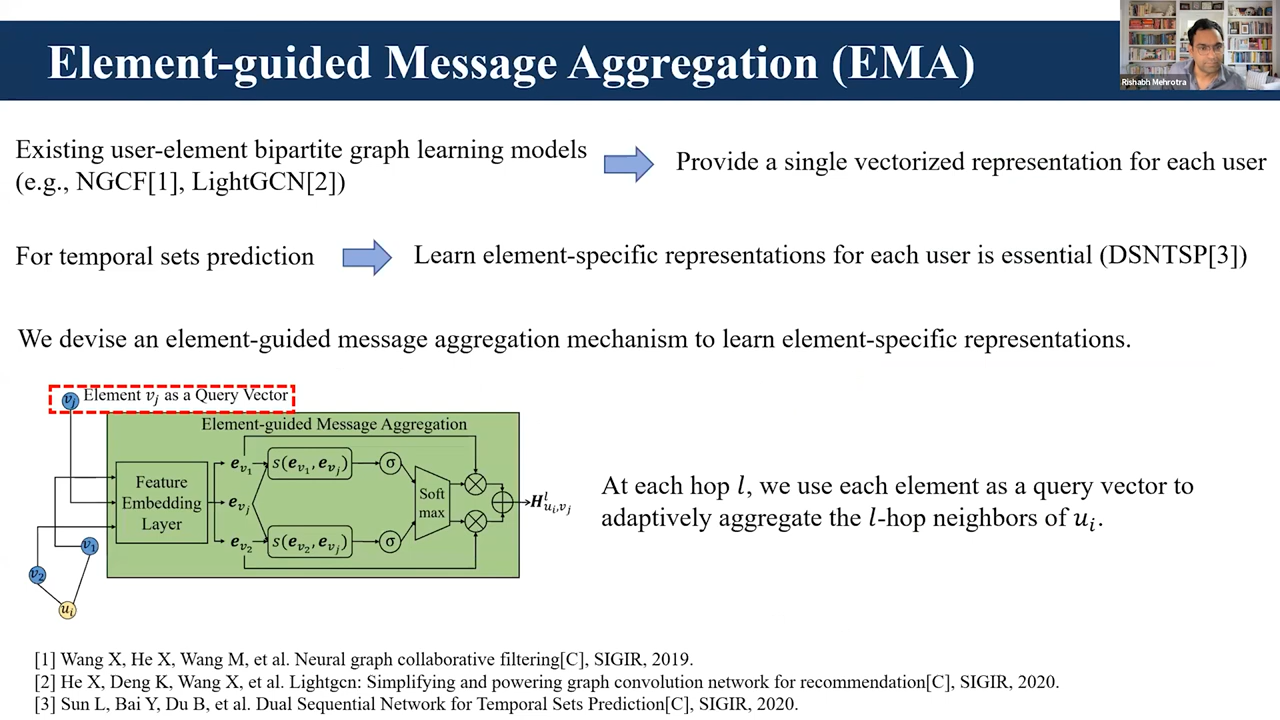 Element-guided Message Aggregation (EMA)
Rishabh Mehrotra
Existing user-element bipartite graph learning models
(e.g., NGCF[1], LightGCN[2])
Provide a single vectorized representation for each user
For temporal sets prediction
Learn element-specific representations for each user is essential (DSNTSP[3])
We devise an element-guided message aggregation mechanism to learn element-specific representations.
v_j Element v_j as a Query Vector
Element-guided Message Aggregation
Feature
Embedding
Layer
e_{v_1}
e_{v_j}
e_{v_2}
s(e_{v_1}, e_{v_j})
s(e_{v_2}, e_{v_j})
σ
σ
Soft
max
H^l_{u_i,v_j}
v_1
v_2
u_i
At each hop l, we use each element as a query vector to
adaptively aggregate the l-hop neighbors of u_i.
[1] Wang X, He X, Wang M, et al. Neural graph collaborative filtering[C], SIGIR, 2019.
[2] He X, Deng K, Wang X, et al. Lightgcn: Simplifying and powering graph convolution network for recommendation[C], SIGIR, 2020.
[3] Sun L, Bai Y, Du B, et al. Dual Sequential Network for Temporal Sets Prediction[C], SIGIR, 2020.